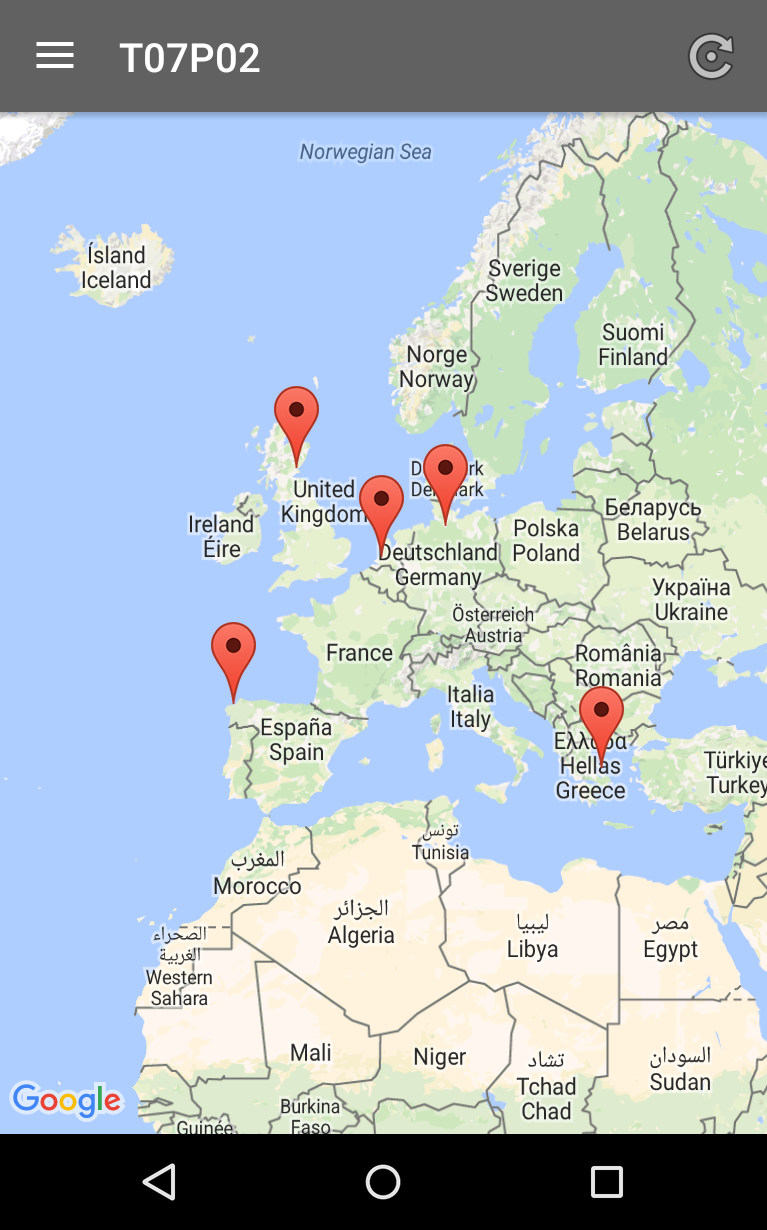 T07P02
Norwegian Sea
Ísland
Iceland
Sverige
Sweden
Suomi
Finland
Norge
Norway
United
Kingdom
Ireland
Éire
Polska
Poland
Беларусь
Belarus
Deutschland
Germany
Україна
Ukraine
Österreich
Austria
France
România
Romania
Italia
Italy
España
Spain
Hellas
Greece
Türkiye
Turkey
تونس
Tunisia
المغرب
Morocco
الجزائر
Algeria
ليبيا
Libya
مصر
Egypt
الصحراء
الغربية
Western
Sahara
Mali
Niger
تشاد
Tchad
Chad
السودان
Sudan
Google
Burkina
Faso
Guinée